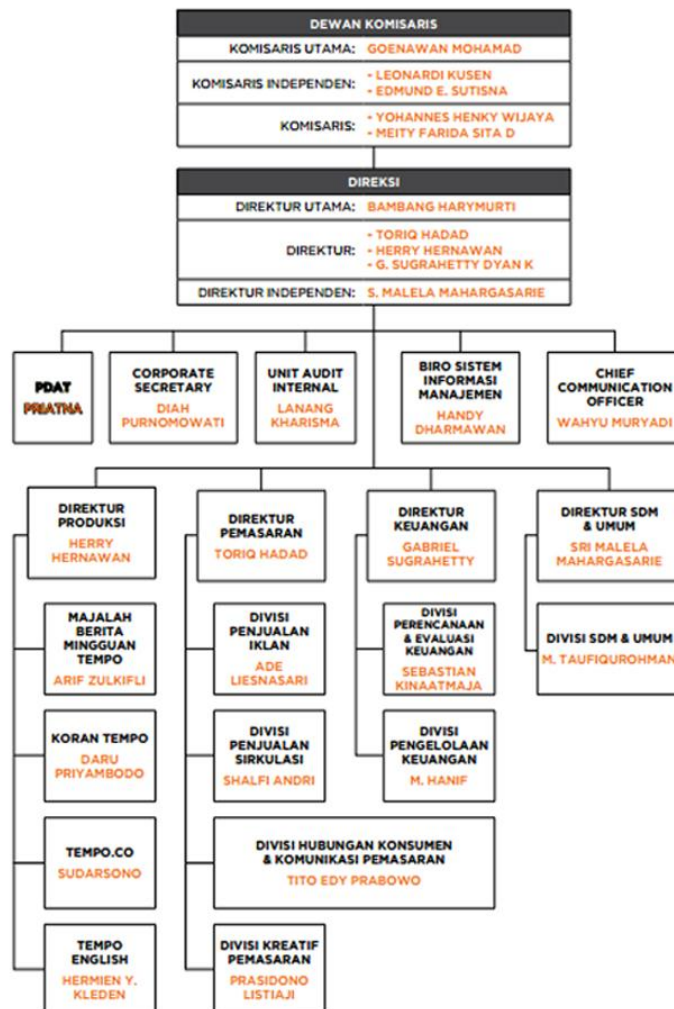 DEWAN KOMISARIS
KOMISARIS UTAMA: GOENAWAN MOHAMAD
KOMISARIS INDEPENDEN: - LEONARDI KUSEN
- EDMUND E. SUTISNA
KOMISARIS: - YOHANNES HENKY WIJAYA
- MEITY FARIDA SITA D
DIREKSI
DIREKTUR UTAMA: BAMBANG HARYMURTI
DIREKTUR: - TORIQ HADAD
- HERRY HERNAWAN
- G. SUGRAHETTY DYAN K
DIREKTUR INDEPENDEN: S. MALELA MAHARGASARIE
PDAT
PRIATNA
CORPORATE
SECRETARY
DIAH
PURNOMOWATI
UNIT AUDIT
INTERNAL
LANANG
KHARISMA
BIRO SISTEM
INFORMASI
MANAJEMEN
HANDY
DHARMAWAN
CHIEF
COMMUNICATION
OFFICER
WAHYU MURYADI
DIREKTUR
PRODUKSI
HERRY
HERNAWAN
DIREKTUR
PEMASARAN
TORIQ HADAD
DIREKTUR
KEUANGAN
GABRIEL
SUGRAHETTY
DIREKTUR SDM
& UMUM
SRI MALELA
MAHARGASARIE
MAJALAH
BERITA
MINGGUAN
TEMPO
ARIF ZULKIFLI
DIVISI
PENJUALAN
IKLAN
ADE
LIESNASARI
DIVISI
PERENCANAAN
& EVALUASI
KEUANGAN
SEBASTIAN
KINAATMAJA
DIVISI SDM & UMUM
M. TAUFIQUROHMAN
KORAN TEMPO
DARU
PRIYAMBODO
DIVISI
PENJUALAN
SIRKULASI
SHALFI ANDRI
DIVISI
PENGELOLAAN
KEUANGAN
M. HANIF
TEMPO.CO
SUDARSONO
DIVISI HUBUNGAN KONSUMEN
& KOMUNIKASI PEMASARAN
TITO EDY PRABOWO
TEMPO
ENGLISH
HERMIEN Y.
KLEDEN
DIVISI KREATIF
PEMASARAN
PRASIDONO
LISTIAJI